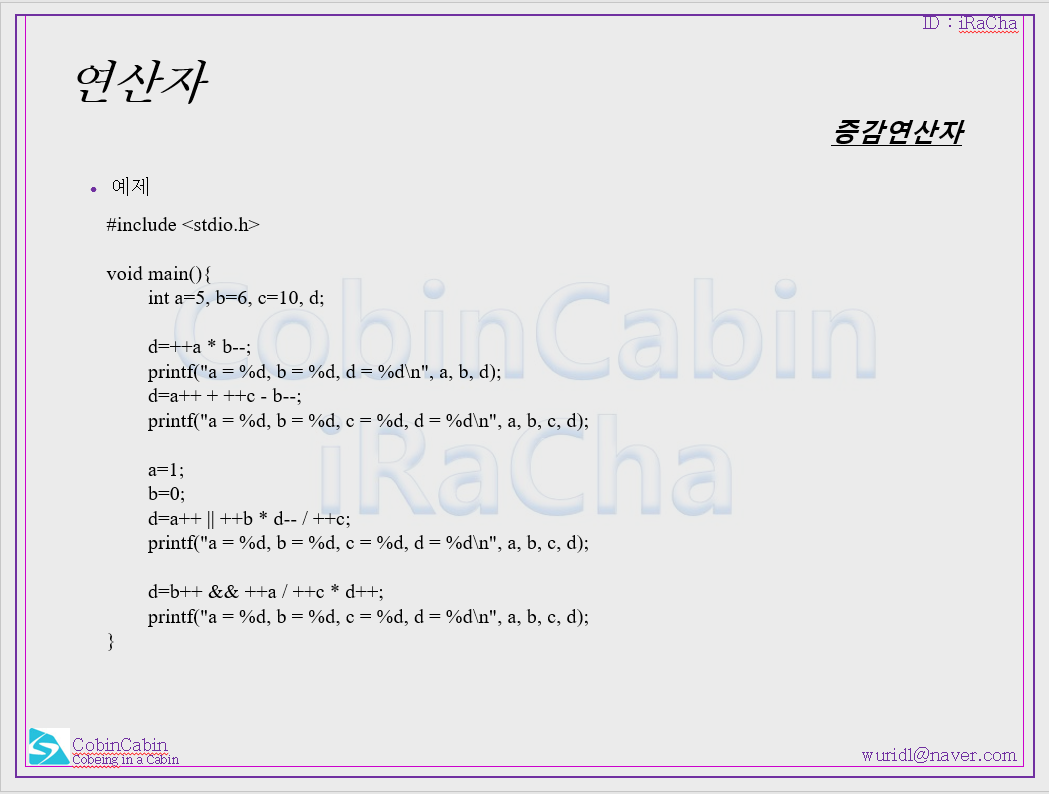 ID : iRaCha
연산자
증감연산자
• 예제
#include <stdio.h>
void main(){
int a=5, b=6, c=10, d;
d=++a * b--;
printf("a = %d, b = %d, d = %d\n", a, b, d);
d=a++ + ++c - b--;
printf("a = %d, b = %d, c = %d, d = %d\n", a, b, c, d);
a=1;
b=0;
d=a++ || ++b * d-- / ++c;
printf("a = %d, b = %d, c = %d, d = %d\n", a, b, c, d);
d=b++ && ++a / ++c * d++;
printf("a = %d, b = %d, c = %d, d = %d\n", a, b, c, d);
}
CobinCabin
iRaCha
CobinCabin
Cobeing in a Cabin
wurid1@naver.com